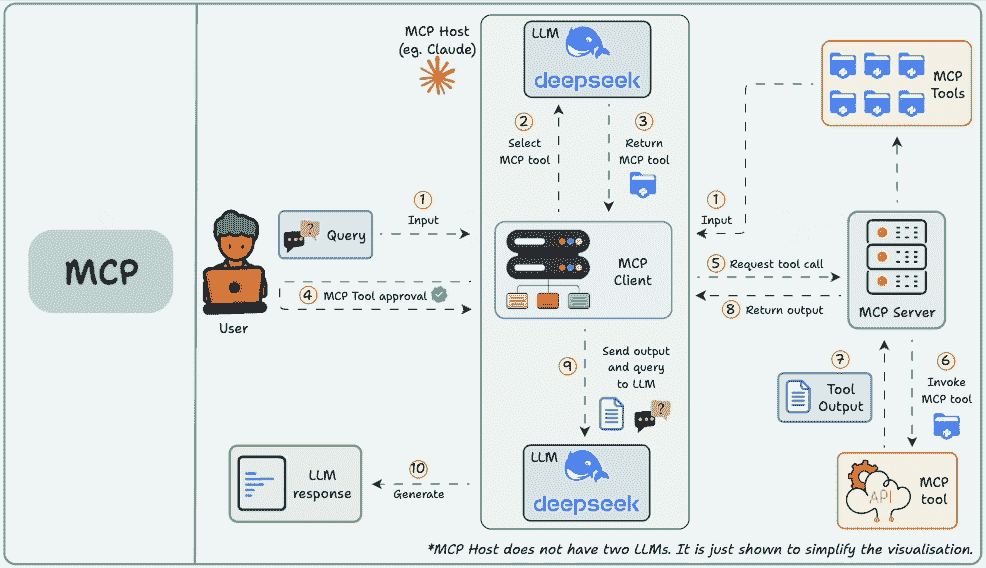 MCP
MCP Host
(eg. Claude)
LLM
deepseek
MCP
Tools
2
Select
MCP tool
3
Return
MCP tool
1
Input
Query
1
Input
MCP
Client
5 Request tool call
4 MCP Tool approval
8 Return output
MCP Server
User
9
Send output
and query
to LLM
7
Tool
Output
6
Invoke
MCP tool
LLM
deepseek
LLM
response
10
Generate
API
MCP
tool
*MCP Host does not have two LLMs. It is just shown to simplify the visualisation.